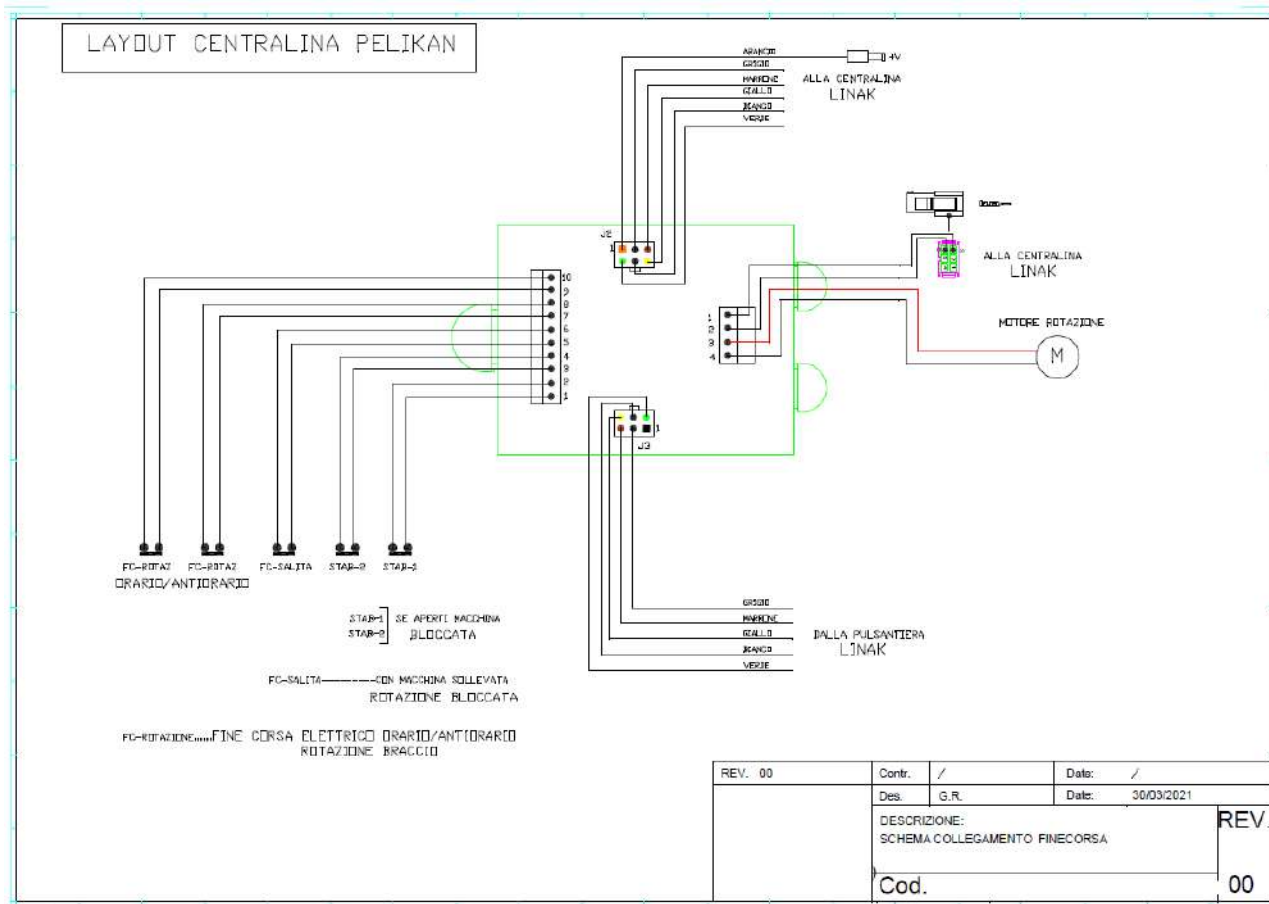 LAYOUT CENTRALINA PELIKAN
ARANCIO
GRIGIO
MARRONE
GIALLO
BIANCO
VERDE
+V
ALLA CENTRALINA
LINAK
J2
1
ALLA CENTRALINA
LINAK
MOTORE ROTAZIONE
M
10
9
8
7
6
5
4
3
2
1
1
2
3
4
1
J3
FC-ROTAZ
FC-ROTAZ
FC-SALITA
STAB-2
STAB-1
ORARIO/ANTIORARIO
STAB-1
STAB-2
SE APERTI MACCHINA
BLOCCATA
FC-SALITA----------CON MACCHINA SOLLEVATA
ROTAZIONE BLOCCATA
FC-ROTAZIONE.....FINE CORSA ELETTRICO ORARIO/ANTIORARIO
ROTAZIONE BRACCIO
GRIGIO
MARRONE
GIALLO
BIANCO
VERDE
DALLA PULSANTIERA
LINAK
REV. 00
Contr.
/
Date:
/
Des.
G.R.
Date:
30/03/2021
DESCRIZIONE:
SCHEMA COLLEGAMENTO FINECORSA
REV.
Cod.
00